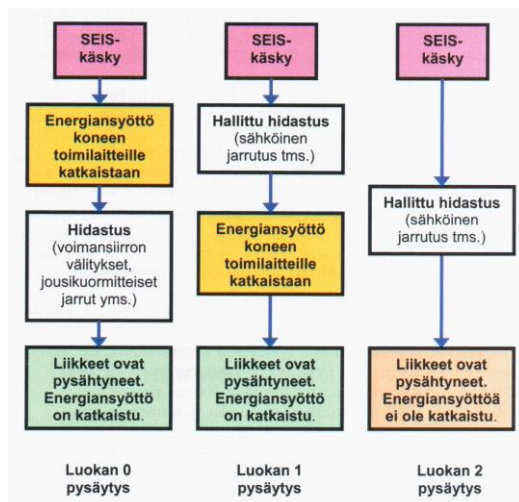 SEIS-
käsky
Energiansyöttö
koneen
toimilaitteille
katkaistaan
Hidastus
(voimansiirron
välitykset,
jousikuormitteiset
jarrut yms.)
Liikkeet ovat
pysähtyneet.
Energiansyöttö
on katkaistu.
Luokan 0
pysäytys
SEIS-
käsky
Hallittu hidastus
(sähköinen
jarrutus tms.)
Energiansyöttö
koneen
toimilaitteille
katkaistaan
Liikkeet ovat
pysähtyneet.
Energiansyöttö
on katkaistu.
Luokan 1
pysäytys
SEIS-
käsky
Hallittu hidastus
(sähköinen
jarrutus tms.)
Liikkeet ovat
pysähtyneet.
Energiansyöttöä
ei ole katkaistu.
Luokan 2
pysäytys